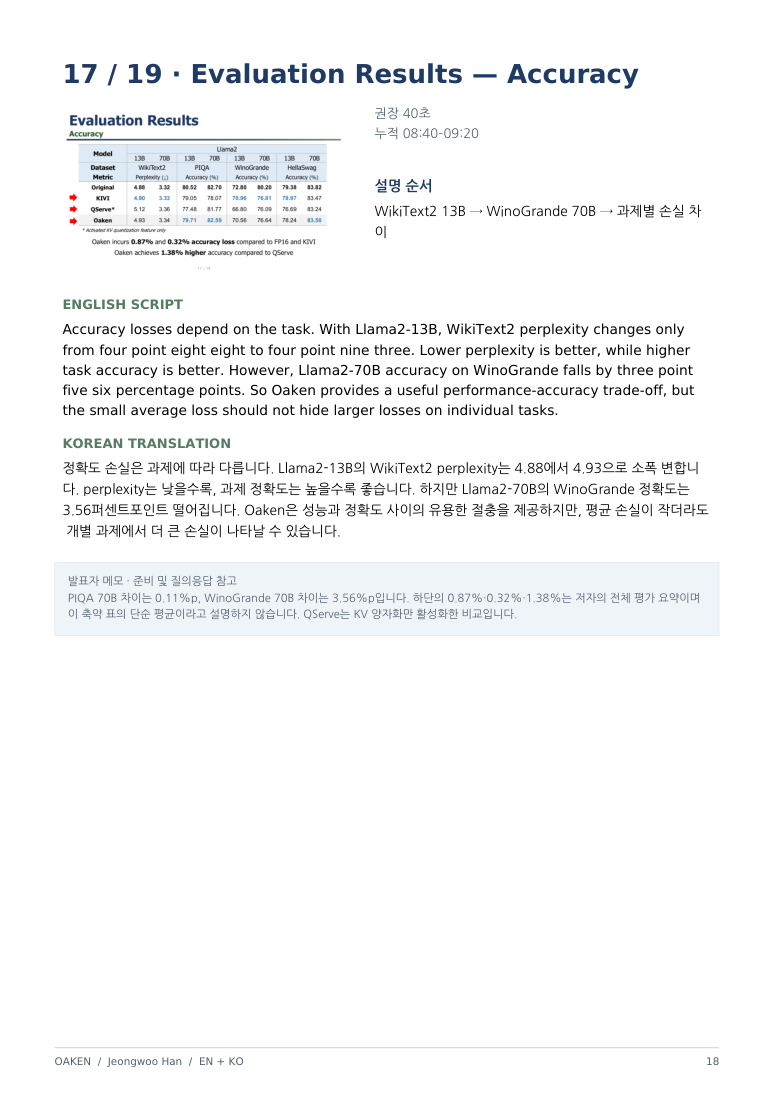 17 / 19 · Evaluation Results — Accuracy
Evaluation Results
Accuracy
Model Llama2
13B 70B 13B 70B 13B 70B 13B 70B
Dataset WikiText2 PIQA WinoGrande HellaSwag
Metric Perplexity (↓) Accuracy (%) Accuracy (%) Accuracy (%)
Original 4.88 3.32 80.52 82.70 72.80 80.20 79.38 83.82
KIVI 4.90 3.33 79.05 78.07 70.96 76.81 78.97 83.47
QServe* 5.12 3.36 77.48 81.77 66.80 76.09 76.69 83.24
Oaken 4.93 3.34 79.71 82.59 70.56 76.64 78.24 83.56
* Activated KV quantization feature only
Oaken incurs 0.87% and 0.32% accuracy loss compared to FP16 and KIVI
Oaken achieves 1.38% higher accuracy compared to QServe
17 / 19
권장 40초
누적 08:40-09:20
설명 순서
WikiText2 13B → WinoGrande 70B → 과제별 손실 차
이
ENGLISH SCRIPT
Accuracy losses depend on the task. With Llama2-13B, WikiText2 perplexity changes only
from four point eight eight to four point nine three. Lower perplexity is better, while higher
task accuracy is better. However, Llama2-70B accuracy on WinoGrande falls by three point
five six percentage points. So Oaken provides a useful performance-accuracy trade-off, but
the small average loss should not hide larger losses on individual tasks.
KOREAN TRANSLATION
정확도 손실은 과제에 따라 다릅니다. Llama2-13B의 WikiText2 perplexity는 4.88에서 4.93으로 소폭 변합니
다. perplexity는 낮을수록, 과제 정확도는 높을수록 좋습니다. 하지만 Llama2-70B의 WinoGrande 정확도는
3.56퍼센트포인트 떨어집니다. Oaken은 성능과 정확도 사이의 유용한 절충을 제공하지만, 평균 손실이 작더라도
개별 과제에서 더 큰 손실이 나타날 수 있습니다.
발표자 메모 · 준비 및 질의응답 참고
PIQA 70B 차이는 0.11%p, WinoGrande 70B 차이는 3.56%p입니다. 하단의 0.87%·0.32%·1.38%는 저자의 전체 평가 요약이며
이 축약 표의 단순 평균이라고 설명하지 않습니다. QServe는 KV 양자화만 활성화한 비교입니다.
OAKEN / Jeongwoo Han / EN + KO
18